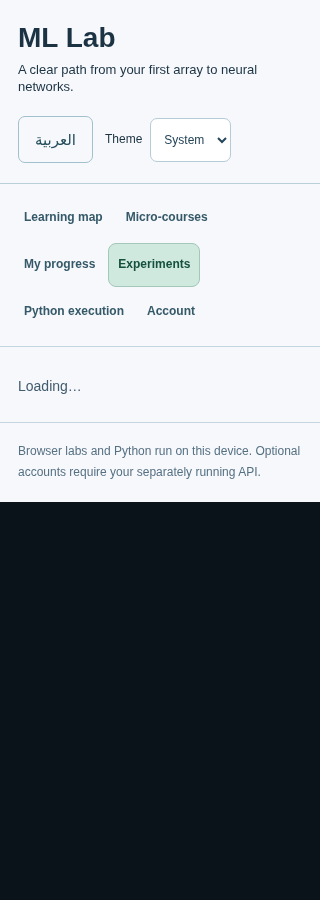 ML Lab
A clear path from your first array to neural
networks.
العربية Theme System
Learning map Micro-courses
My progress Experiments
Python execution Account
Loading…
Browser labs and Python run on this device. Optional
accounts require your separately running API.